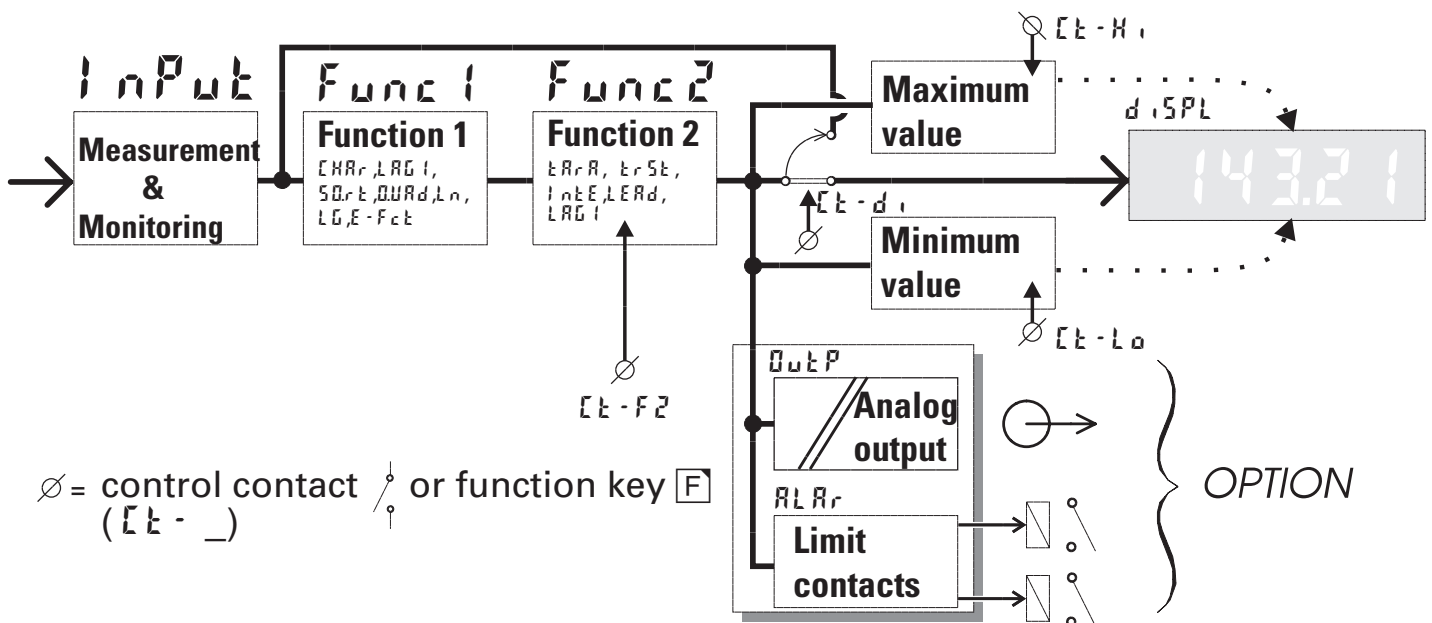 InPut
Measurement
&
Monitoring
Func1
Function 1
CHAr,LAG1,
SQrt,QUAd,Ln,
LG,E-Fct
Func2
Function 2
tArA, trSt,
IntE,LEAd,
LAG1
Ct-F2
Ct-Hi
Maximum
value
diSPL
143.21
Ct-di
Minimum
value
Ct-Lo
OutP
Analog
output
ALAr
Limit
contacts
OPTION
∅ = control contact or function key F
(Ct-_)